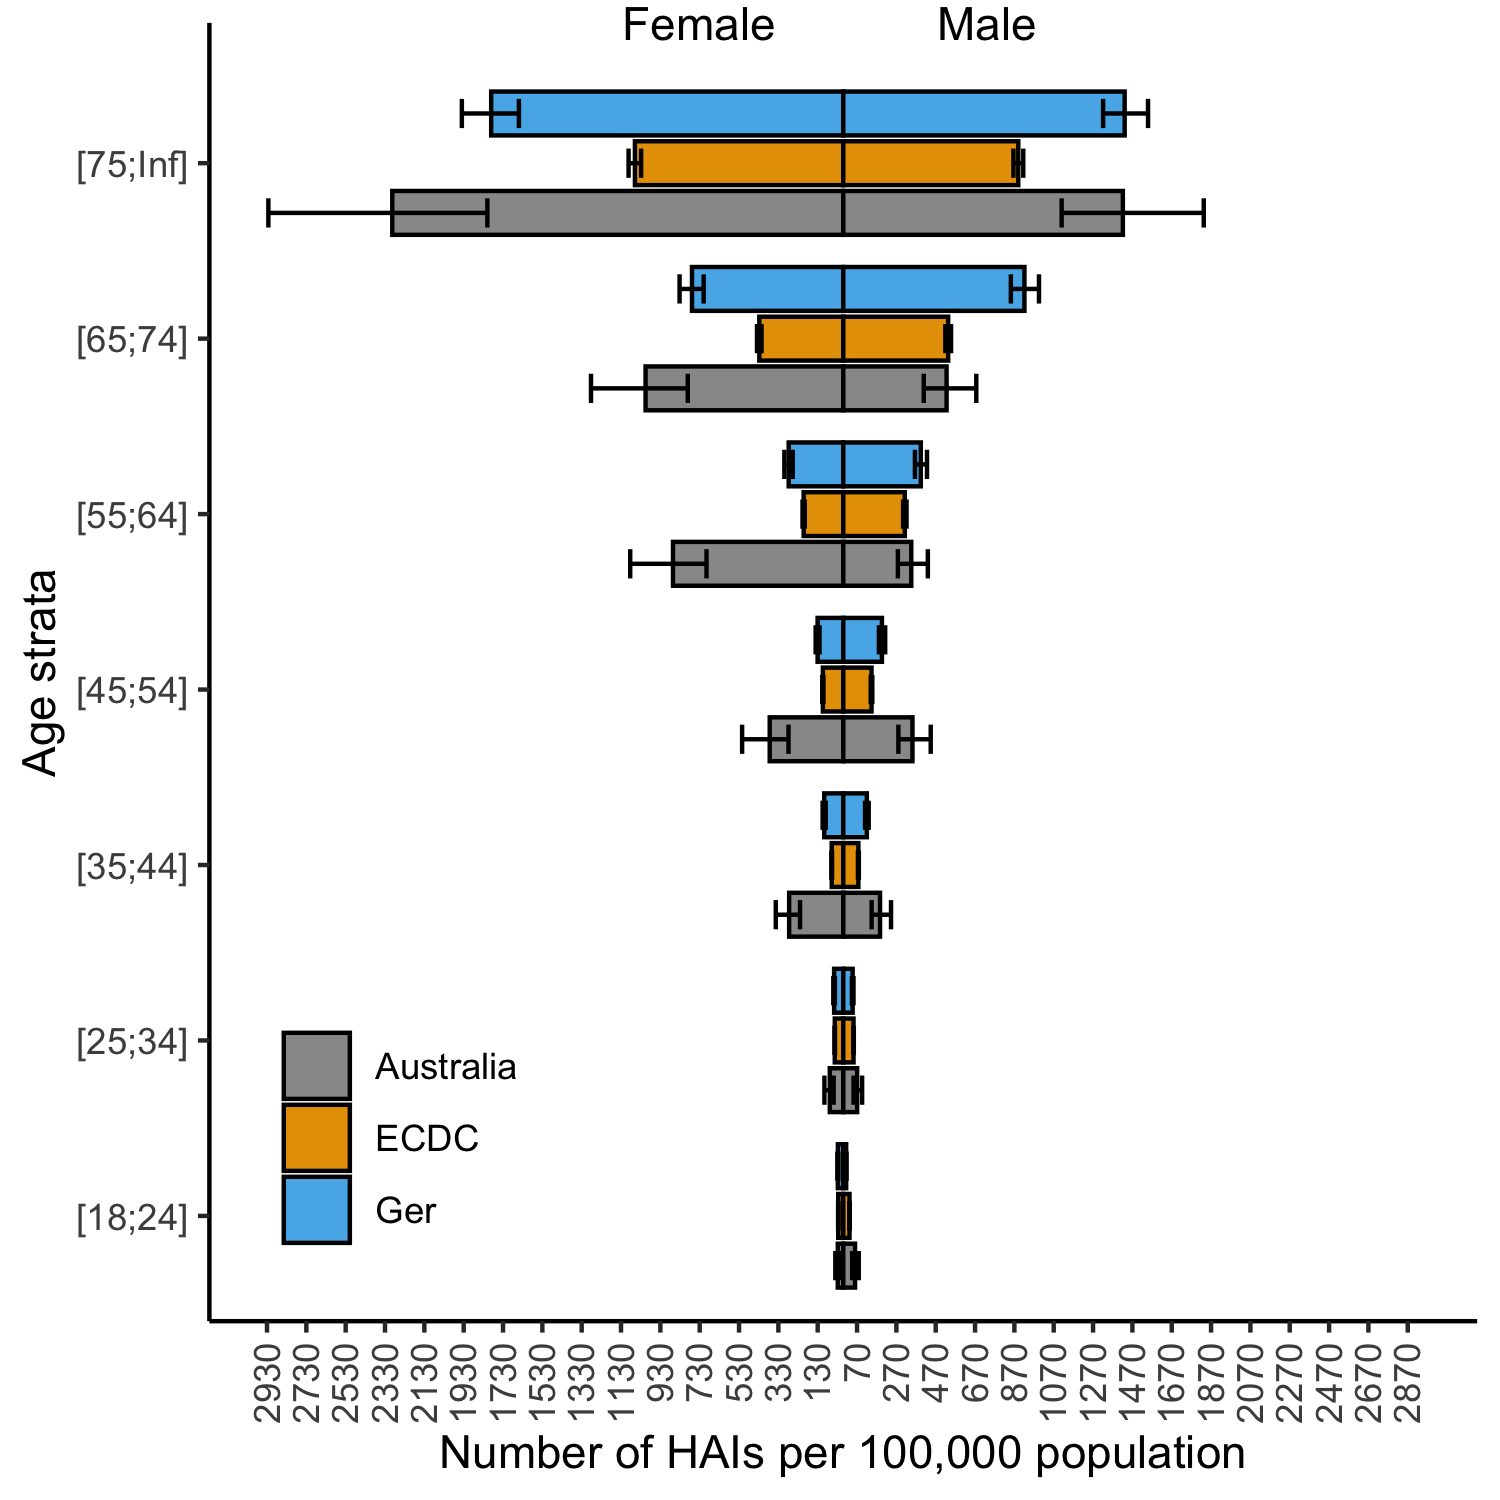 Female Male
[75;Inf]
[65;74]
[55;64]
[45;54]
[35;44]
[25;34]
[18;24]
Age strata
Australia
ECDC
Ger
2930 2730 2530 2330 2130 1930 1730 1530 1330 1130 930 730 530 330 130 70 270 470 670 870 1070 1270 1470 1670 1870 2070 2270 2470 2670 2870
Number of HAIs per 100,000 population